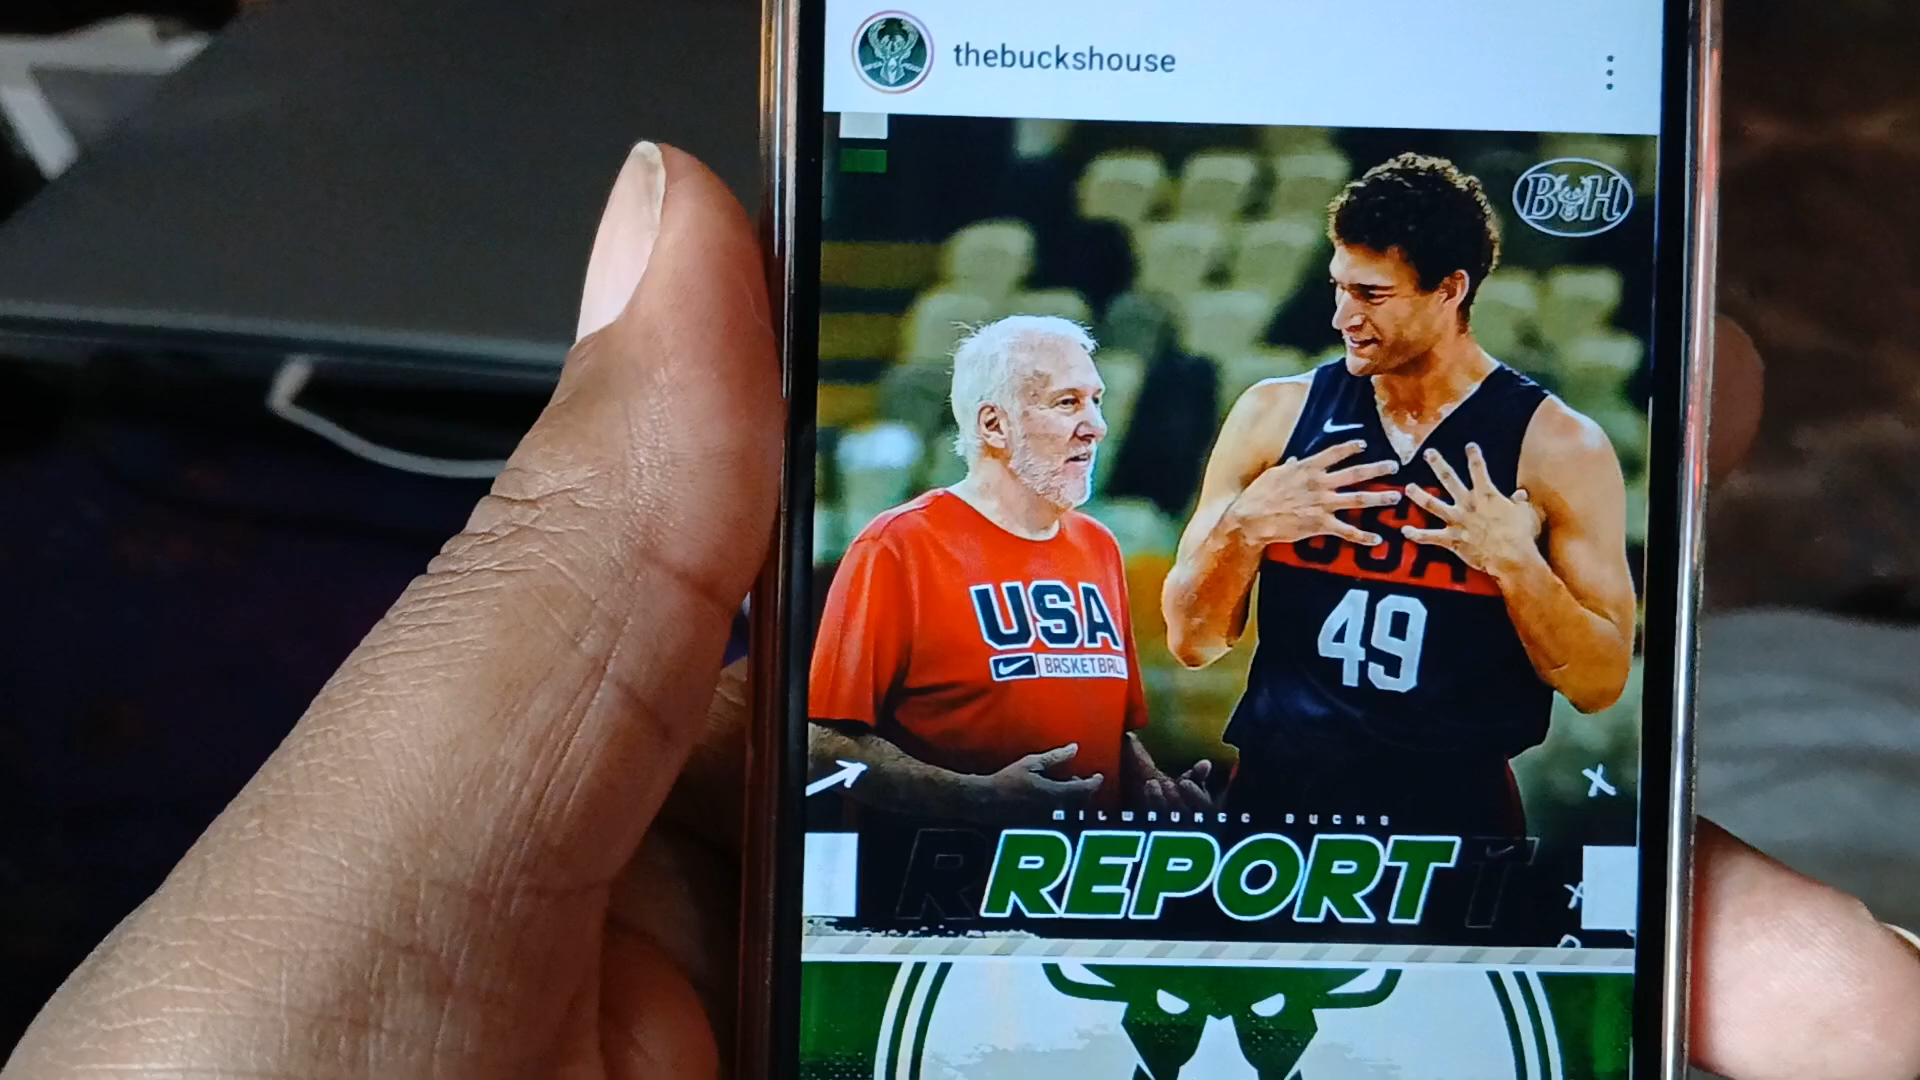 thebuckshouse
B H
USA
BASKETBALL
USA
49
MILWAUKEE BUCKS
REPORT